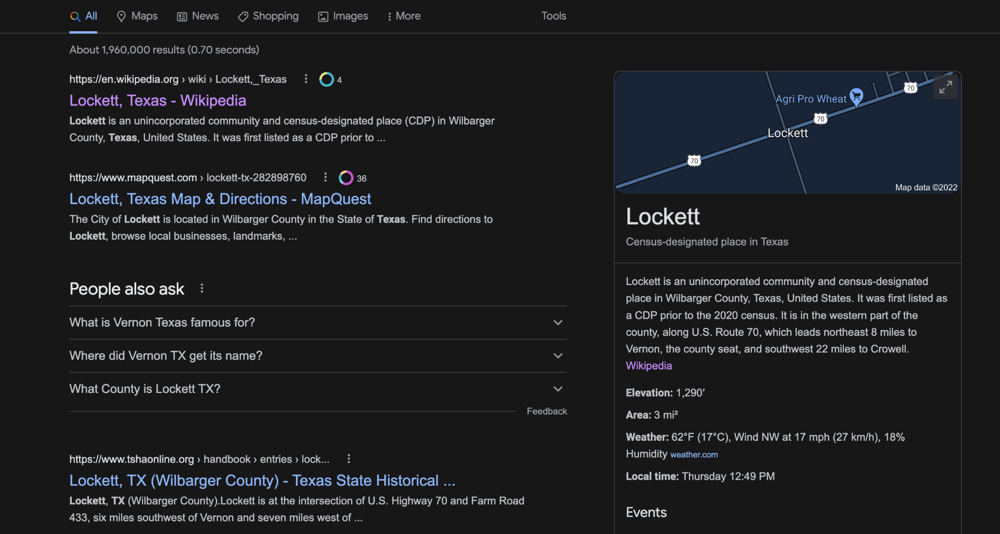 All
Maps
News
Shopping
Images
More
Tools
About 1,960,000 results (0.70 seconds)
https://en.wikipedia.org › wiki › Lockett,_Texas
4
Lockett, Texas - Wikipedia
Lockett is an unincorporated community and census-designated place (CDP) in Wilbarger
County, Texas, United States. It was first listed as a CDP prior to ...
https://www.mapquest.com › lockett-tx-282898760
36
Lockett, Texas Map & Directions - MapQuest
The City of Lockett is located in Wilbarger County in the State of Texas. Find directions to
Lockett, browse local businesses, landmarks, ...
People also ask
What is Vernon Texas famous for?
Where did Vernon TX get its name?
What County is Lockett TX?
Feedback
https://www.tshaonline.org › handbook › entries › lock...
Lockett, TX (Wilbarger County) - Texas State Historical ...
Lockett, TX (Wilbarger County).Lockett is at the intersection of U.S. Highway 70 and Farm Road
433, six miles southwest of Vernon and seven miles west of ...
70
Agri Pro Wheat
70
Lockett
70
Map data ©2022
Lockett
Census-designated place in Texas
Lockett is an unincorporated community and census-designated
place in Wilbarger County, Texas, United States. It was first listed as
a CDP prior to the 2020 census. It is in the western part of the
county, along U.S. Route 70, which leads northeast 8 miles to
Vernon, the county seat, and southwest 22 miles to Crowell.
Wikipedia
Elevation: 1,290′
Area: 3 mi²
Weather: 62°F (17°C), Wind NW at 17 mph (27 km/h), 18%
Humidity weather.com
Local time: Thursday 12:49 PM
Events